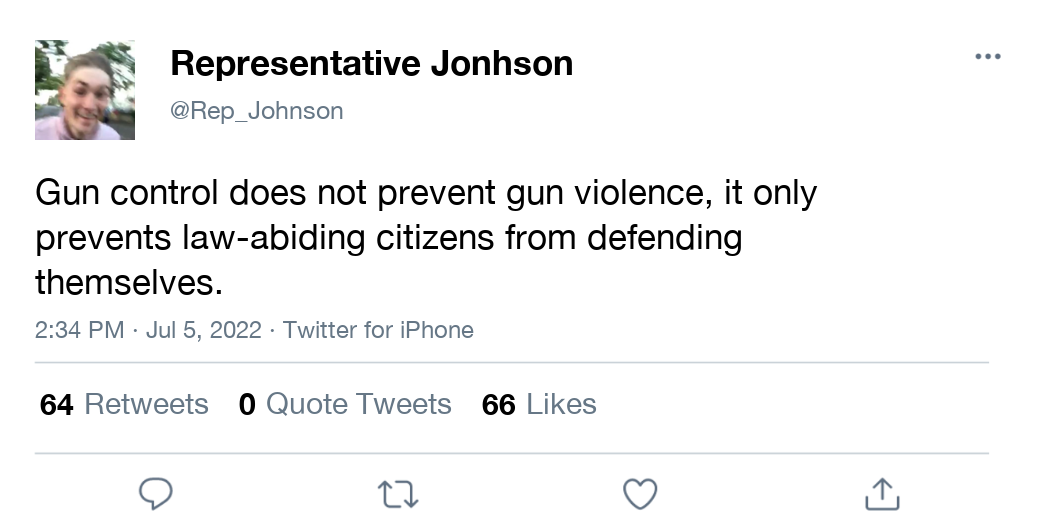 Representative Jonhson
@Rep_Johnson
Gun control does not prevent gun violence, it only
prevents law-abiding citizens from defending
themselves.
2:34 PM · Jul 5, 2022 · Twitter for iPhone
64 Retweets 0 Quote Tweets 66 Likes